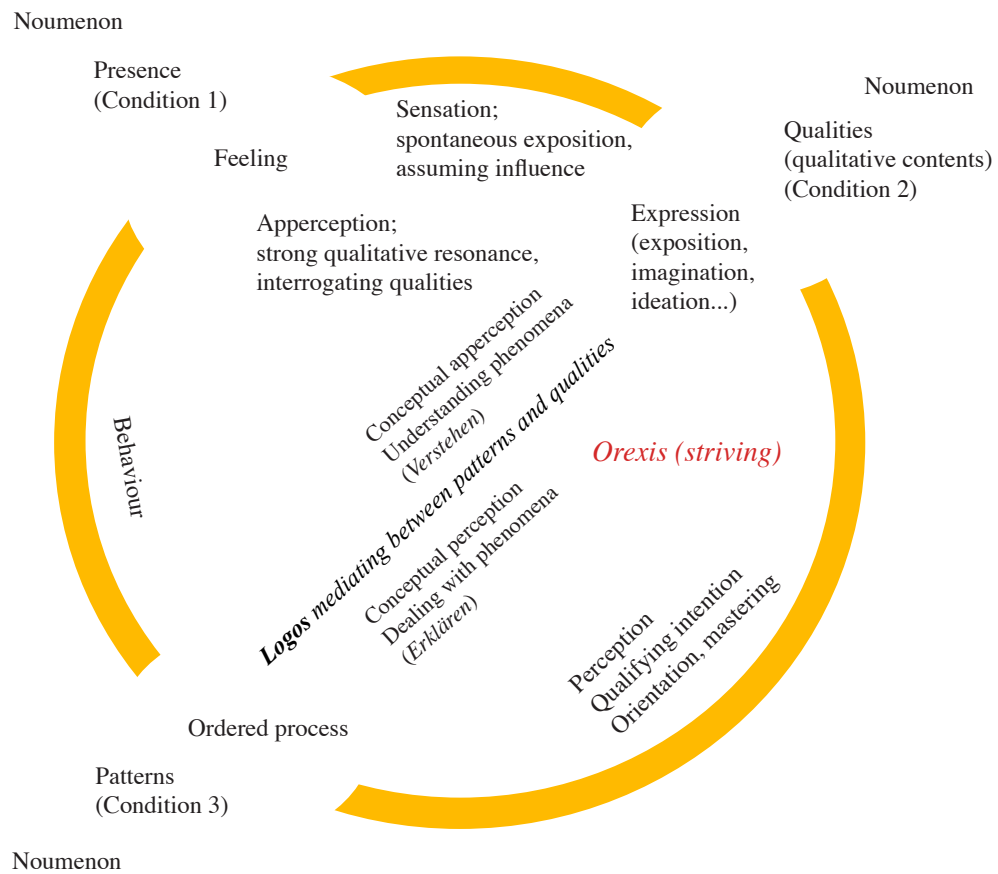 Noumenon
Presence
(Condition 1)
Feeling
Sensation;
spontaneous exposition,
assuming influence
Noumenon
Qualities
(qualitative contents)
(Condition 2)
Apperception;
strong qualitative resonance,
interrogating qualities
Expression
(exposition,
imagination,
ideation...)
Conceptual apperception
Understanding phenomena
(Verstehen)
Logos mediating between patterns and qualities
Conceptual perception
Dealing with phenomena
(Erklären)
Orexis (striving)
Behaviour
Perception
Qualifying intention
Orientation, mastering
Ordered process
Patterns
(Condition 3)
Noumenon